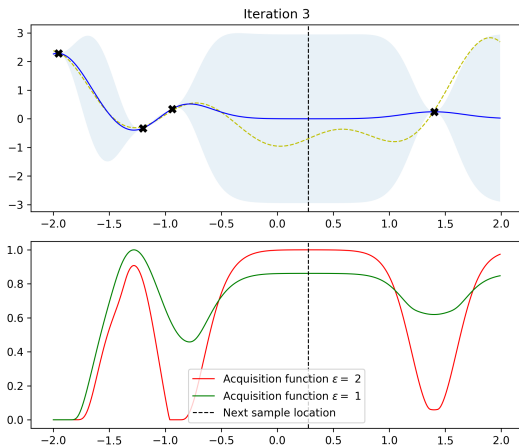 Iteration 3
3
2
1
0
−1
−2
−3
−2.0 −1.5 −1.0 −0.5 0.0 0.5 1.0 1.5 2.0
1.0
0.8
0.6
0.4
0.2
0.0
Acquisition function ε = 2
Acquisition function ε = 1
Next sample location
−2.0 −1.5 −1.0 −0.5 0.0 0.5 1.0 1.5 2.0